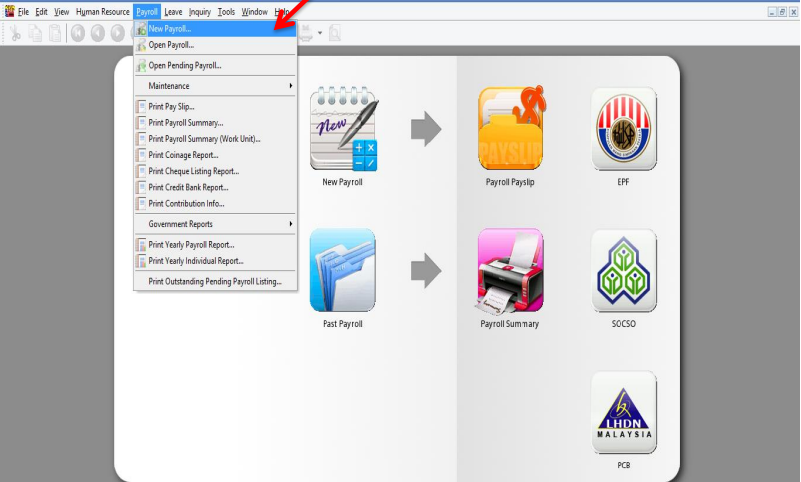 File Edit View Human Resource Payroll Leave Inquiry Tools Window Help
New Payroll...
Open Payroll...
Open Pending Payroll...
Maintenance
Print Pay Slip...
Print Payroll Summary...
Print Payroll Summary (Work Unit)...
Print Coinage Report...
Print Cheque Listing Report...
Print Credit Bank Report...
Print Contribution Info...
Government Reports
Print Yearly Payroll Report...
Print Yearly Individual Report...
Print Outstanding Pending Payroll Listing...
New
New Payroll
PAYSLIP
Payroll Payslip
KWSP
EPF
Past Payroll
Payroll Summary
SOCSO
LHDN
MALAYSIA
PCB